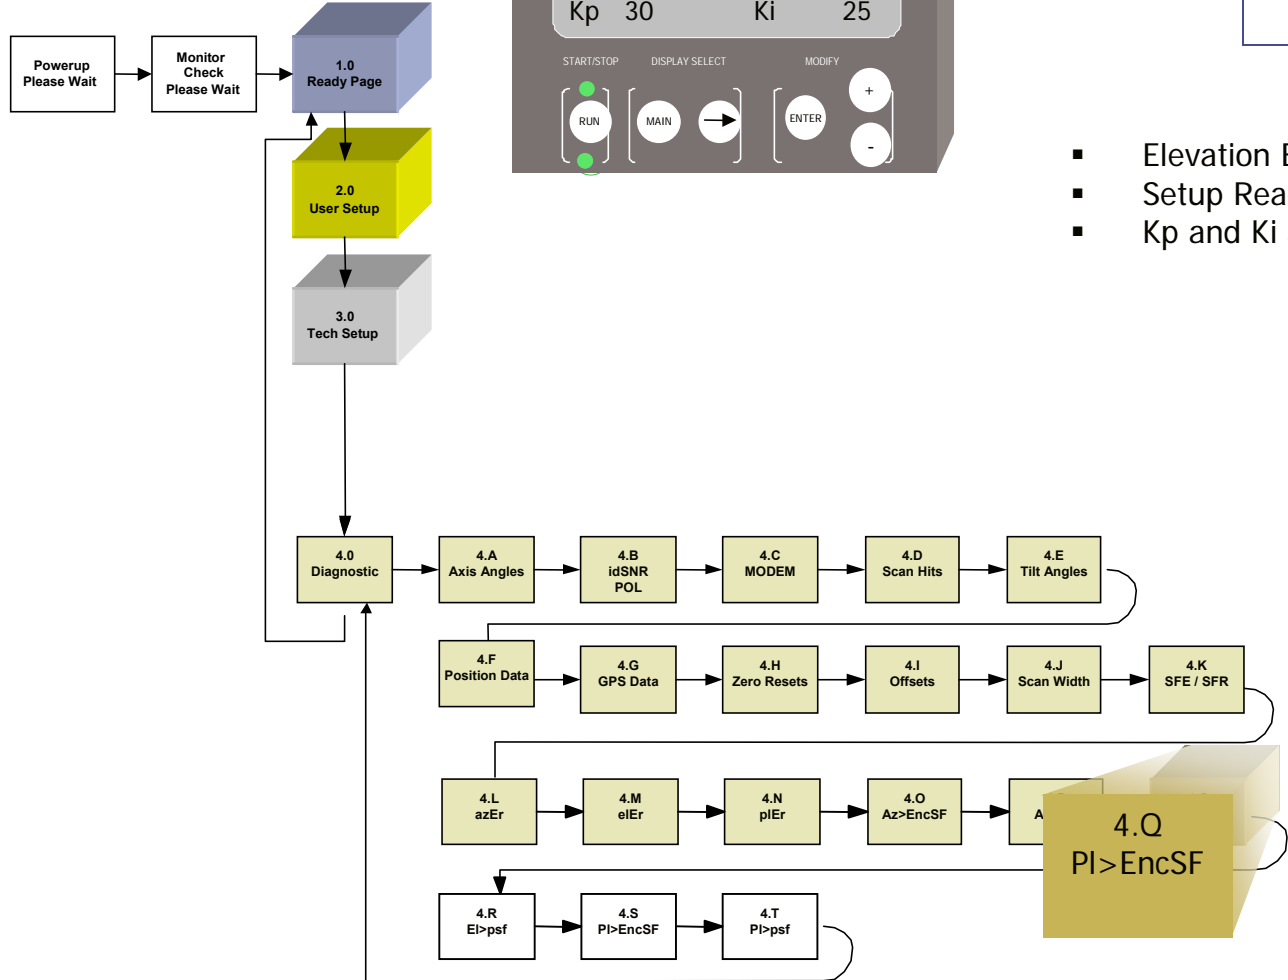 Kp 30 Ki 25
START/STOP DISPLAY SELECT MODIFY
RUN MAIN ENTER + -
Powerup
Please Wait
Monitor
Check
Please Wait
1.0
Ready Page
2.0
User Setup
3.0
Tech Setup
▪ Elevation E
▪ Setup Rea
▪ Kp and Ki
4.0
Diagnostic
4.A
Axis Angles
4.B
idSNR
POL
4.C
MODEM
4.D
Scan Hits
4.E
Tilt Angles
4.F
Position Data
4.G
GPS Data
4.H
Zero Resets
4.I
Offsets
4.J
Scan Width
4.K
SFE / SFR
4.L
azEr
4.M
elEr
4.N
plEr
4.O
Az>EncSF
A
4.Q
Pl>EncSF
4.R
El>psf
4.S
Pl>EncSF
4.T
Pl>psf